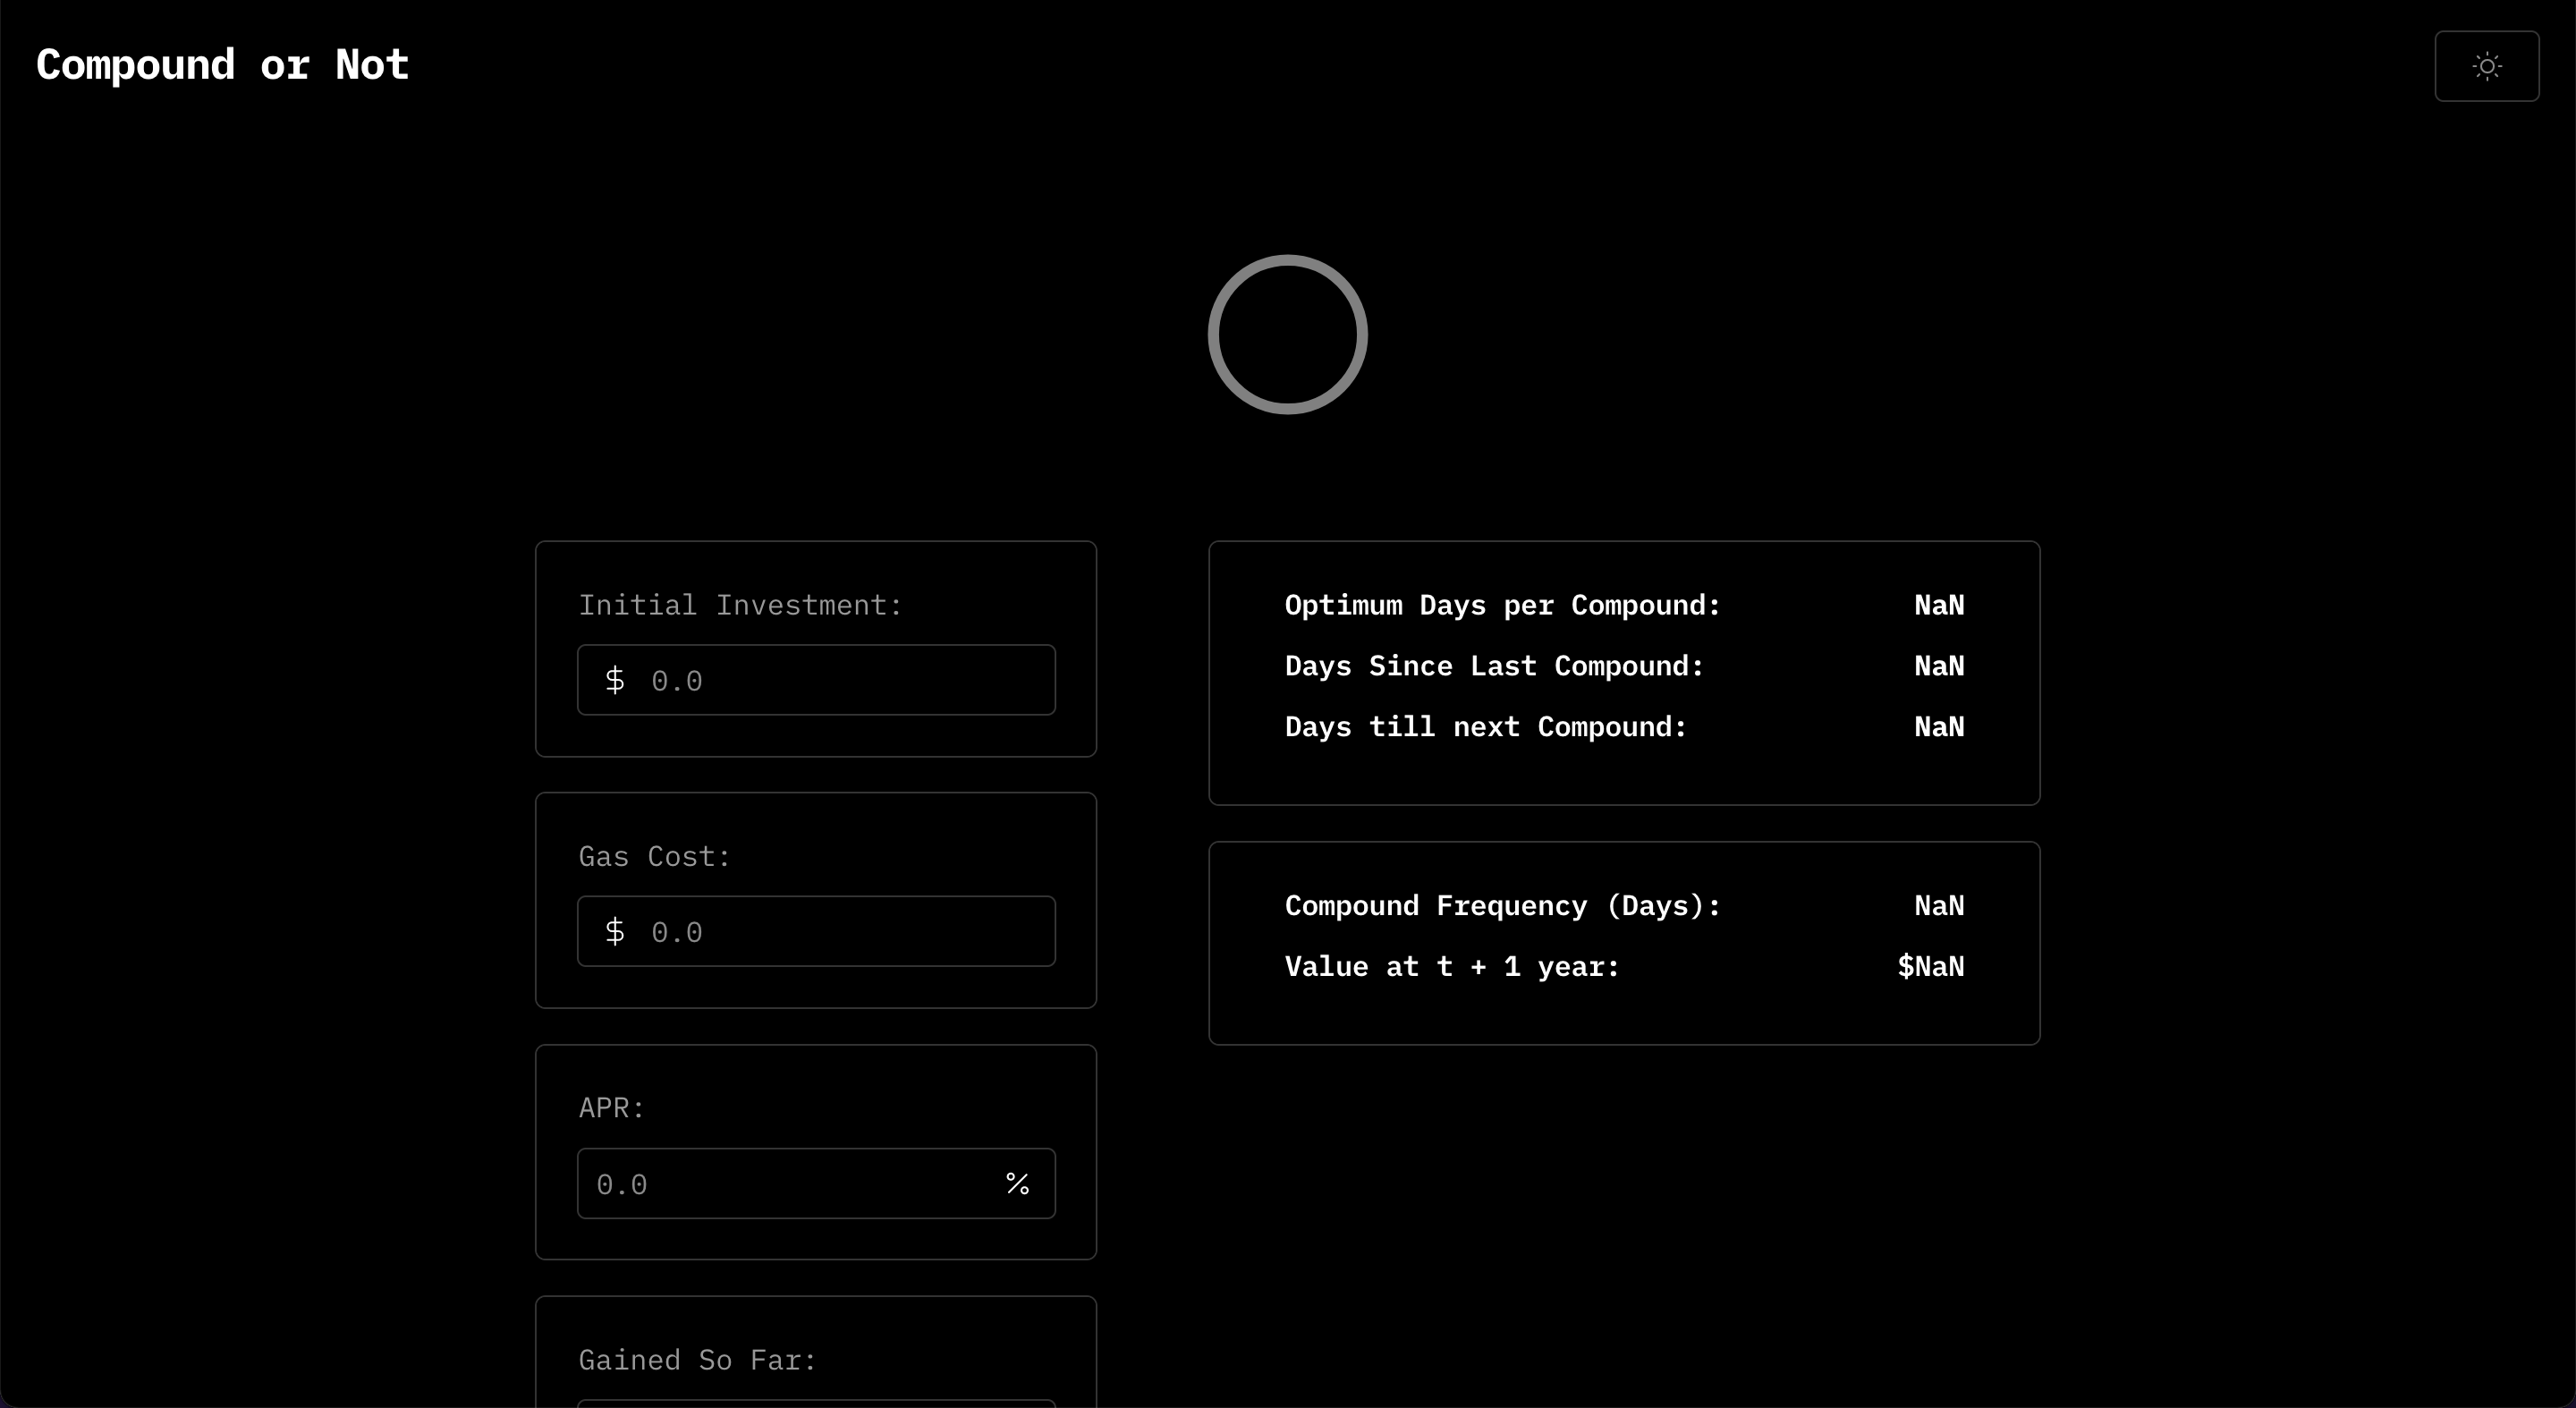 Compound or Not
Initial Investment:
$ 0.0
Gas Cost:
$ 0.0
APR:
0.0 %
Gained So Far:
Optimum Days per Compound: NaN
Days Since Last Compound: NaN
Days till next Compound: NaN
Compound Frequency (Days): NaN
Value at t + 1 year: $NaN